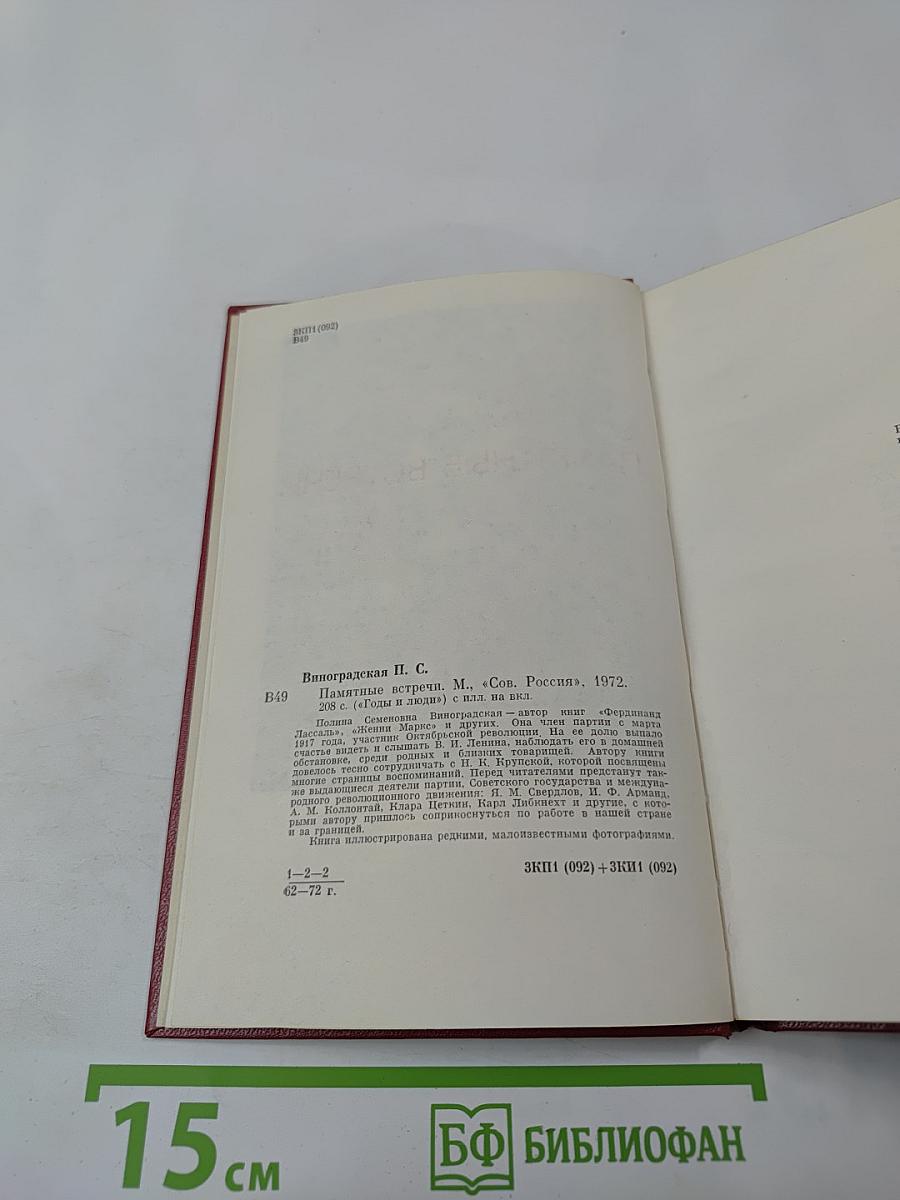 3КП1(092)
В49
Виноградская П. С.
В49 Памятные встречи. М., «Сов. Россия», 1972.
208 с. («Годы и люди») с илл. на вкл.
Полина Семеновна Виноградская — автор книг «Фердинанд
Лассаль», «Женни Маркс» и других. Она член партии с марта
1917 года, участник Октябрьской революции. На ее долю выпало
счастье видеть и слышать В. И. Ленина, наблюдать его в домашней
обстановке, среди родных и близких товарищей. Автору книги
довелось тесно сотрудничать с Н. К. Крупской, которой посвящены
многие страницы воспоминаний. Перед читателями предстанут так-
же выдающиеся деятели партии, Советского государства и междуна-
родного революционного движения: Я. М. Свердлов, И. Ф. Арманд,
А. М. Коллонтай, Клара Цеткин, Карл Либкнехт и другие, с кото-
рыми автору пришлось соприкоснуться по работе в нашей стране
и за границей.
Книга иллюстрирована редкими, малоизвестными фотографиями.
1—2—2
62—72 г.
3КП1 (092)+3КИ1 (092)
15 см
БФ БИБЛИОФАН